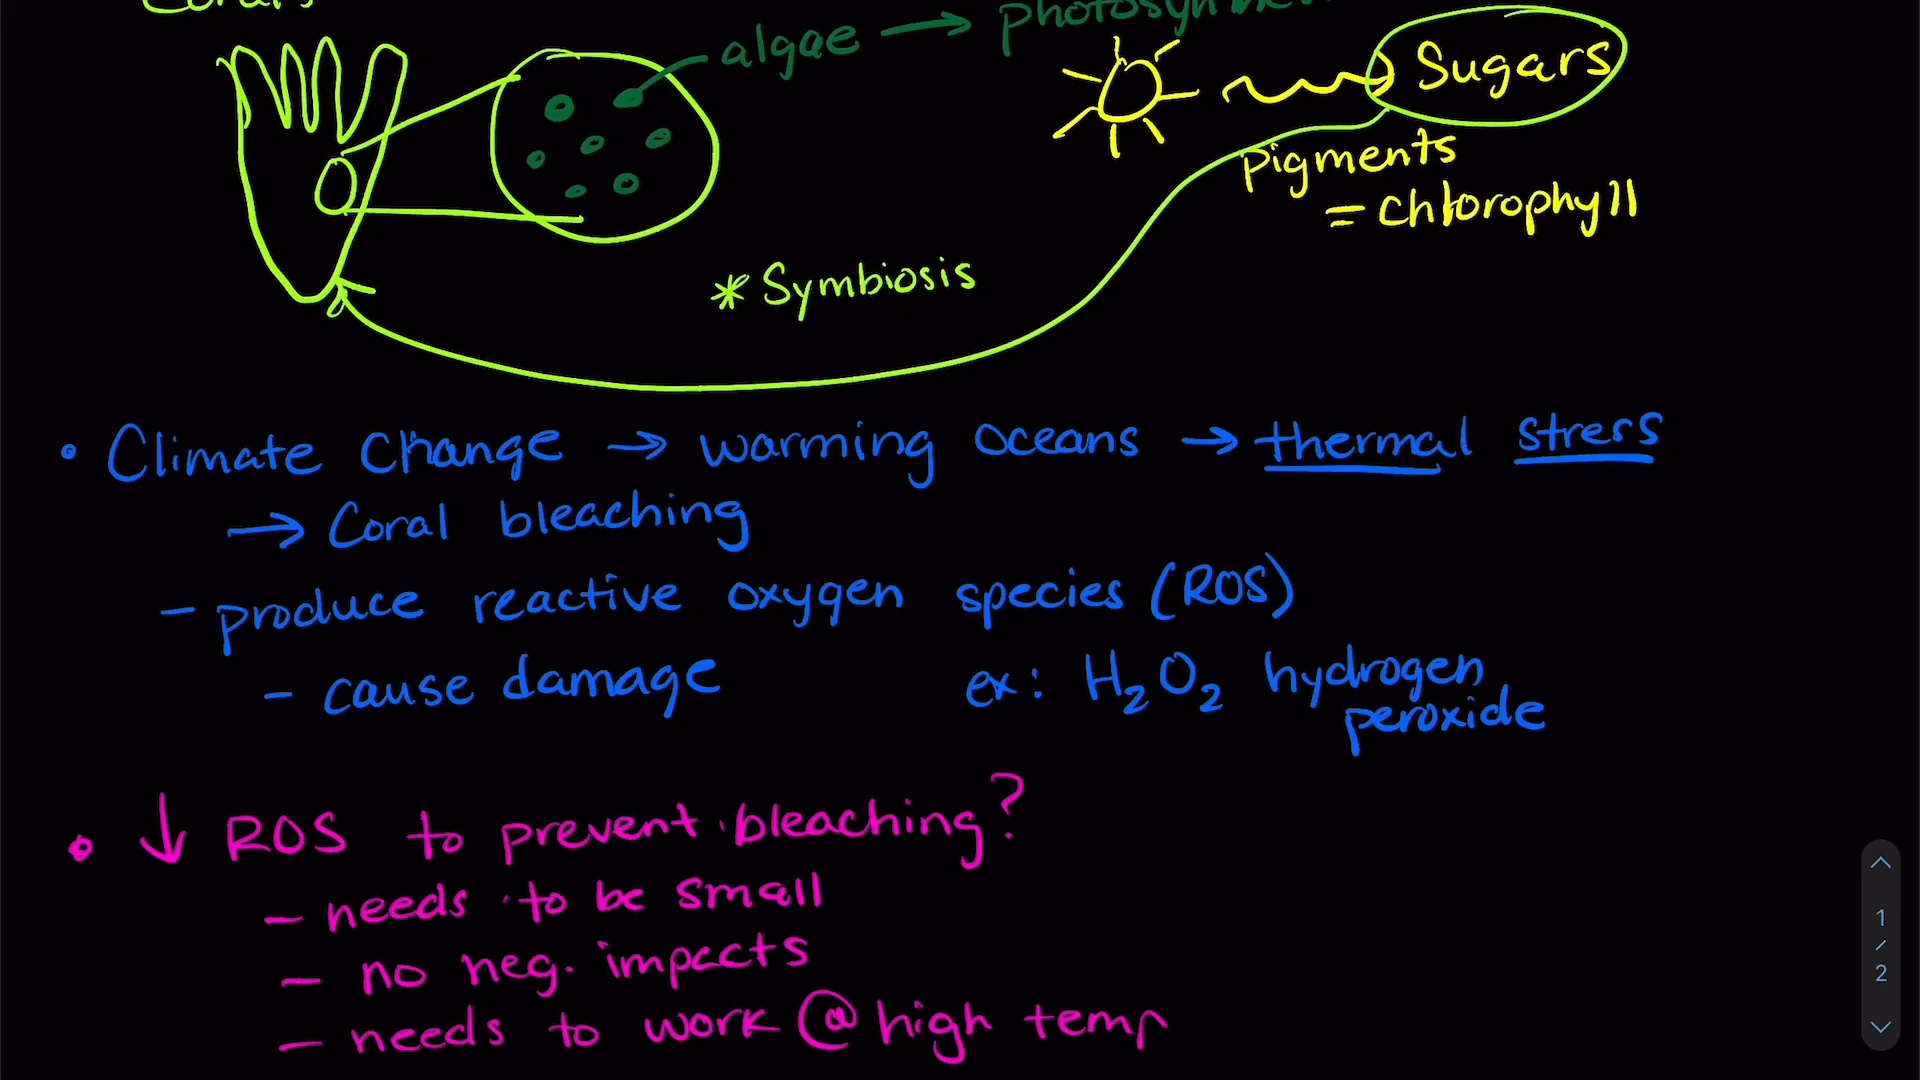 Corals
algae → photosynthesis
Sugars
pigments
= chlorophyll
* Symbiosis
• Climate Change → warming oceans → thermal stress
→ Coral bleaching
- produce reactive oxygen species (ROS)
- cause damage
ex: H₂O₂ hydrogen
peroxide
• ↓ ROS to prevent bleaching?
- needs to be small
- no neg. impacts
- needs to work @ high temp
1
/
2